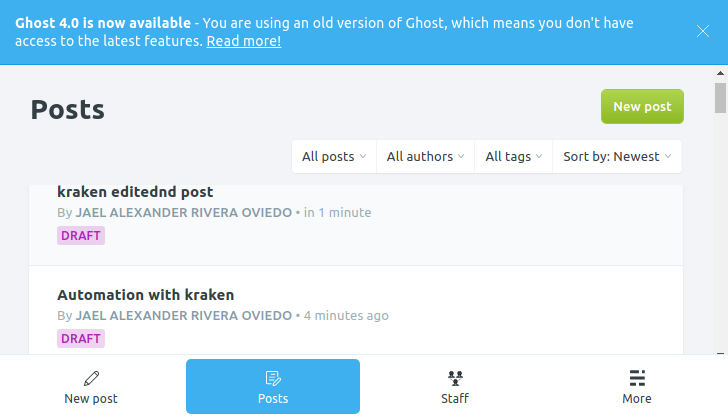 Ghost 4.0 is now available - You are using an old version of Ghost, which means you don't have
access to the latest features. Read more!
Posts
New post
All posts
All authors
All tags
Sort by: Newest
kraken editednd post
By JAEL ALEXANDER RIVERA OVIEDO • in 1 minute
DRAFT
Automation with kraken
By JAEL ALEXANDER RIVERA OVIEDO • 4 minutes ago
DRAFT
New post
Posts
Staff
More